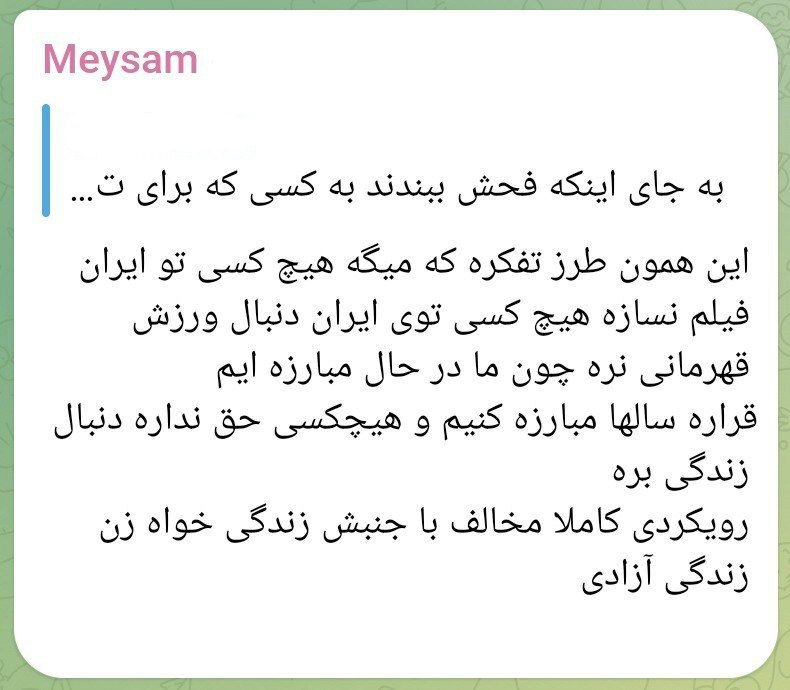 Meysam
به جای اینکه فحش ببندند به کسی که برای ت...
این همون طرز تفکره که میگه هیچ کسی تو ایران
فیلم نسازه هیچ کسی توی ایران دنبال ورزش
قهرمانی نره چون ما در حال مبارزه ایم
قراره سالها مبارزه کنیم و هیچکسی حق نداره دنبال
زندگی بره
رویکردی کاملا مخالف با جنبش زندگی خواه زن
زندگی آزادی